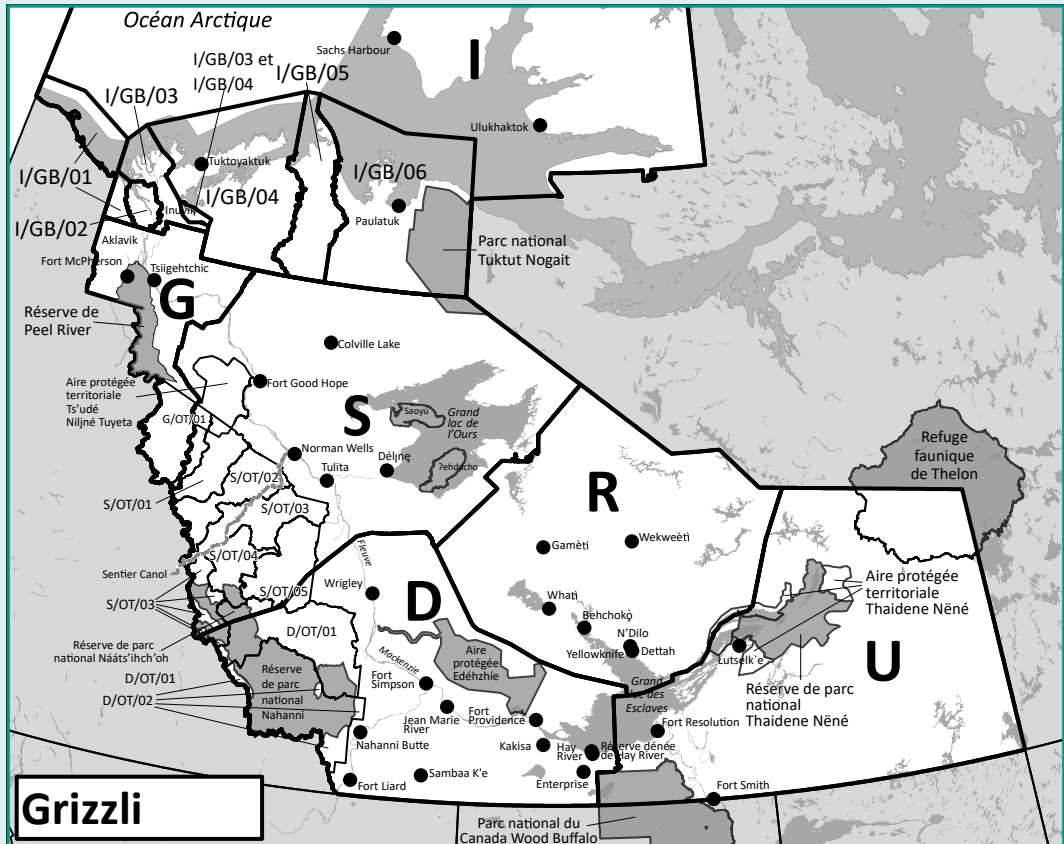 Océan Arctique
Sachs Harbour
I
I/GB/03 et
I/GB/04
I/GB/05
I/GB/03
Ulukhaktok
Tuktoyaktuk
I/GB/01
I/GB/04
I/GB/06
Inuvik
Paulatuk
I/GB/02
Aklavik
Parc national
Tuktut Nogait
Fort McPherson
Tsiigehtchic
G
Réserve de
Peel River
Colville Lake
Aire protégée
territoriale
Ts'udé
Nilįné Tuyeta
Fort Good Hope
G/OT/01
S
Saoyú
Grand
lac de
l'Ours
Ɂehdacho
Refuge
faunique
de Thelon
Norman Wells
Tulita
Délįnę
S/OT/02
S/OT/01
S/OT/03
R
Gamètì
Wekweètì
S/OT/04
Sentier Canol
Fleuve
Wrigley
S/OT/05
S/OT/03
D
Whatì
Behchokǫ̀
Aire protégée
territoriale
Thaidene Nëné
D/OT/01
Réserve de parc
national Nááts'ihch'oh
N'Dilo
Yellowknife
Dettah
Łutselk'e
U
Mackenzie
Aire
protégée
Edéhzhíe
D/OT/01
D/OT/02
Réserve
de parc
national
Nahanni
Fort
Simpson
Grand
lac des
Esclaves
Réserve de parc
national
Thaidene Nëné
Jean Marie
River
Fort
Providence
Fort Resolution
Nahanni Butte
Kakisa
Hay
River
Réserve dénée
de Hay River
Fort Liard
Sambaa K'e
Enterprise
Fort Smith
Grizzli
Parc national du
Canada Wood Buffalo